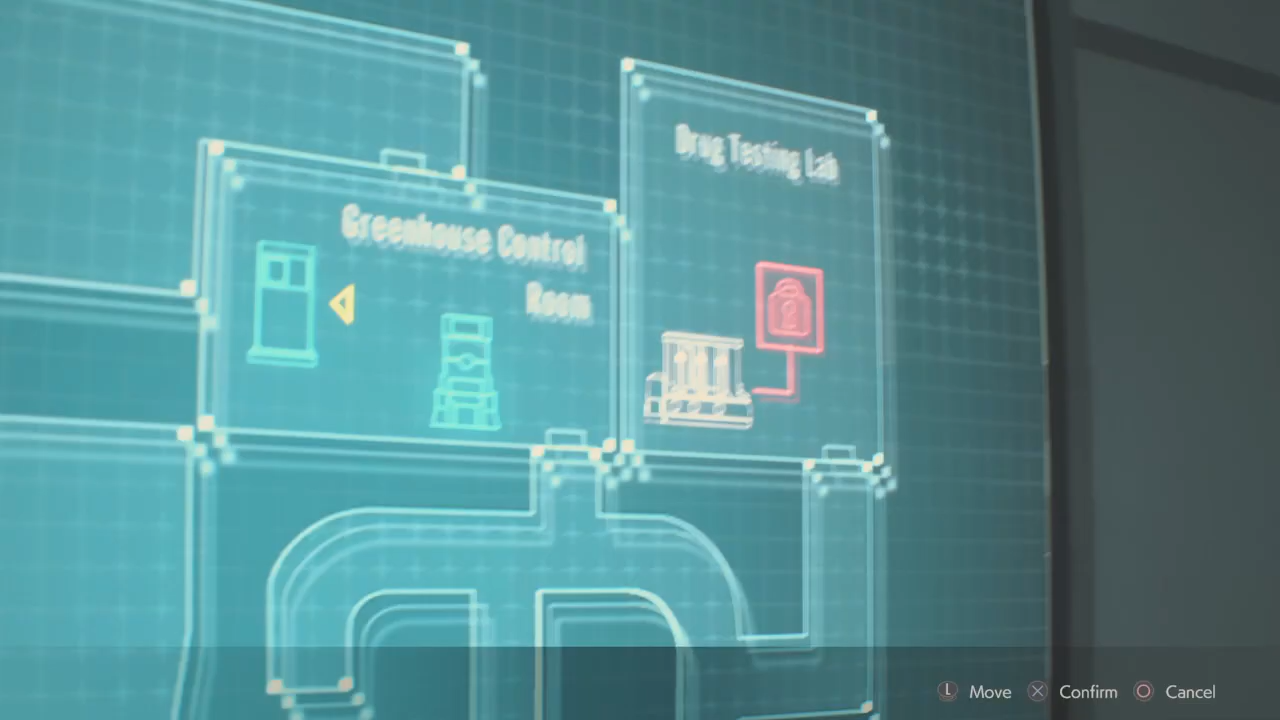 Drug Testing Lab
Greenhouse Control
Room
L Move X Confirm O Cancel